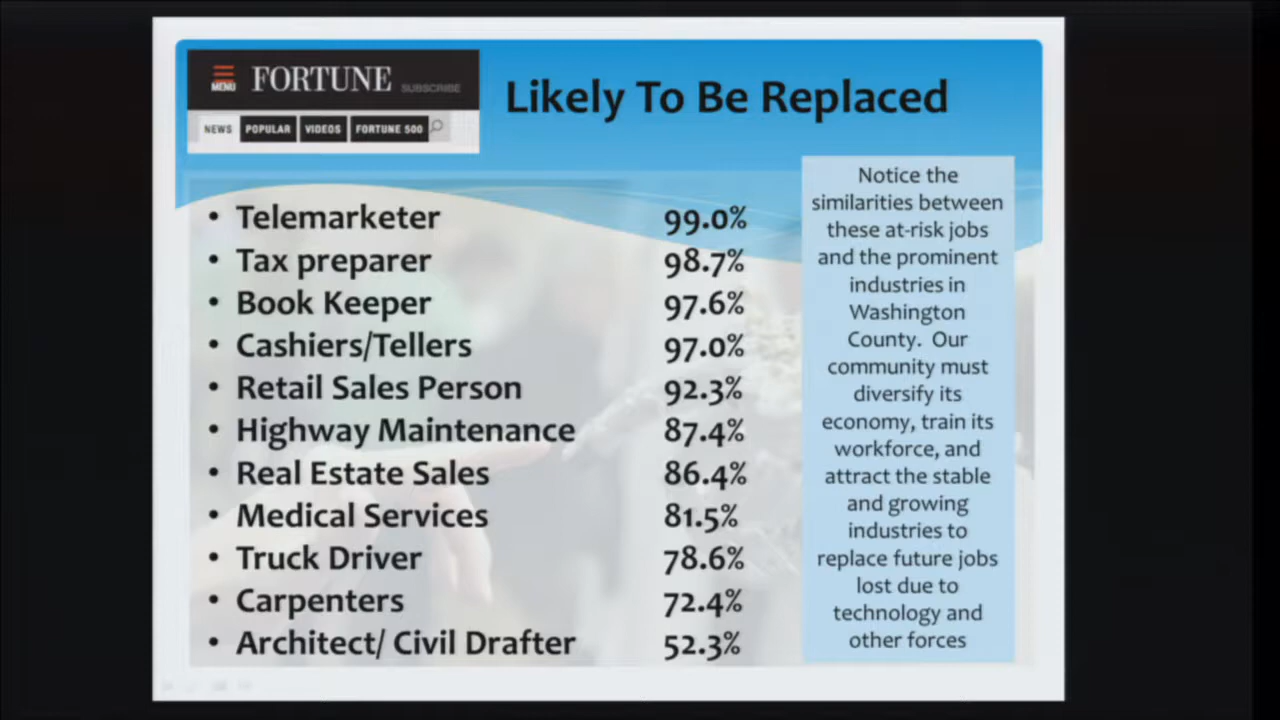 MENU FORTUNE SUBSCRIBE
NEWS POPULAR VIDEOS FORTUNE 500
Likely To Be Replaced
• Telemarketer 99.0%
• Tax preparer 98.7%
• Book Keeper 97.6%
• Cashiers/Tellers 97.0%
• Retail Sales Person 92.3%
• Highway Maintenance 87.4%
• Real Estate Sales 86.4%
• Medical Services 81.5%
• Truck Driver 78.6%
• Carpenters 72.4%
• Architect/ Civil Drafter 52.3%
Notice the
similarities between
these at-risk jobs
and the prominent
industries in
Washington
County. Our
community must
diversify its
economy, train its
workforce, and
attract the stable
and growing
industries to
replace future jobs
lost due to
technology and
other forces